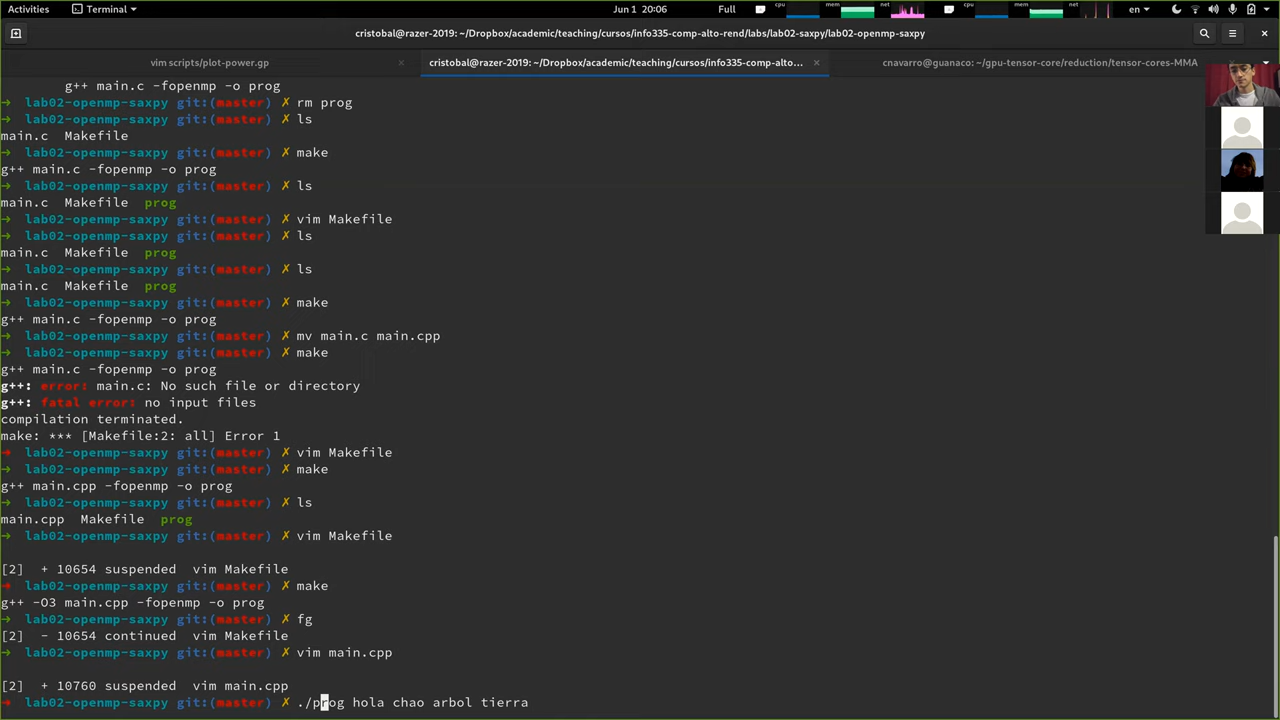 Activities Terminal Jun 1 20:06 Full cpu mem net cpu mem net en
cristobal@razer-2019: ~/Dropbox/academic/teaching/cursos/info335-comp-alto-rend/labs/lab02-saxpy/lab02-openmp-saxpy
vim scripts/plot-power.gp × cristobal@razer-2019: ~/Dropbox/academic/teaching/cursos/info335-comp-alto... × cnavarro@guanaco: ~/gpu-tensor-core/reduction/tensor-cores-MMA
g++ main.c -fopenmp -o prog
→ lab02-openmp-saxpy git:(master) ✗ rm prog
→ lab02-openmp-saxpy git:(master) ✗ ls
main.c Makefile
→ lab02-openmp-saxpy git:(master) ✗ make
g++ main.c -fopenmp -o prog
→ lab02-openmp-saxpy git:(master) ✗ ls
main.c Makefile prog
→ lab02-openmp-saxpy git:(master) ✗ vim Makefile
→ lab02-openmp-saxpy git:(master) ✗ ls
main.c Makefile prog
→ lab02-openmp-saxpy git:(master) ✗ ls
main.c Makefile prog
→ lab02-openmp-saxpy git:(master) ✗ make
g++ main.c -fopenmp -o prog
→ lab02-openmp-saxpy git:(master) ✗ mv main.c main.cpp
→ lab02-openmp-saxpy git:(master) ✗ make
g++ main.c -fopenmp -o prog
g++: error: main.c: No such file or directory
g++: fatal error: no input files
compilation terminated.
make: *** [Makefile:2: all] Error 1
→ lab02-openmp-saxpy git:(master) ✗ vim Makefile
→ lab02-openmp-saxpy git:(master) ✗ make
g++ main.cpp -fopenmp -o prog
→ lab02-openmp-saxpy git:(master) ✗ ls
main.cpp Makefile prog
→ lab02-openmp-saxpy git:(master) ✗ vim Makefile
[2] + 10654 suspended vim Makefile
→ lab02-openmp-saxpy git:(master) ✗ make
g++ -O3 main.cpp -fopenmp -o prog
→ lab02-openmp-saxpy git:(master) ✗ fg
[2] - 10654 continued vim Makefile
→ lab02-openmp-saxpy git:(master) ✗ vim main.cpp
[2] + 10760 suspended vim main.cpp
→ lab02-openmp-saxpy git:(master) ✗ ./prog hola chao arbol tierra